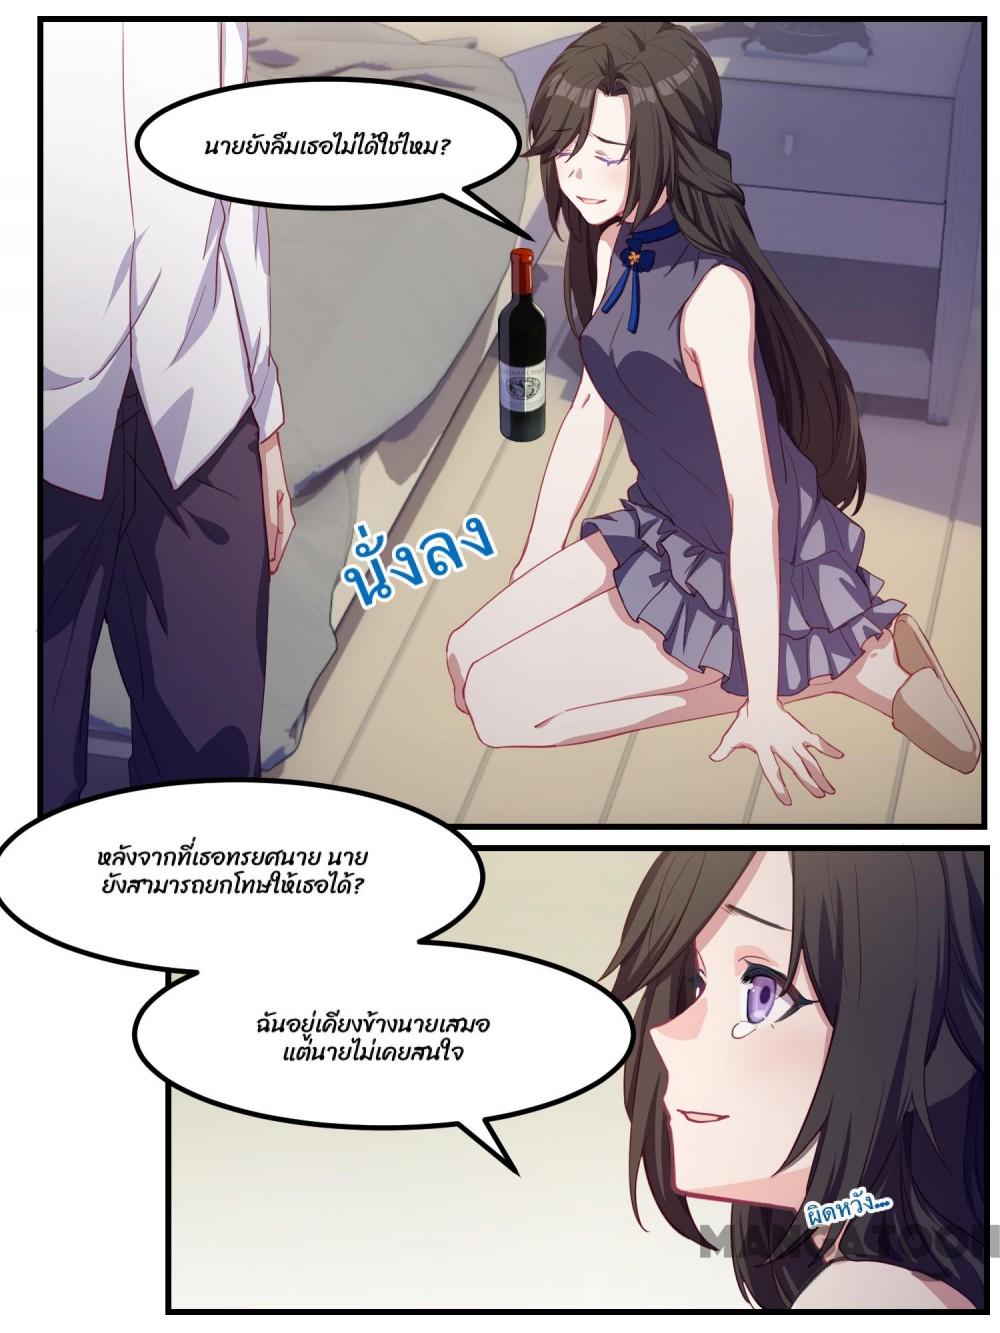 นายยังลืมเธอไม่ได้ใช่ไหม?
นั่งลง
หลังจากที่เธอทรยศนาย นาย
ยังสามารถยกโทษให้เธอได้?
ฉันอยู่เคียงข้างนายเสมอ
แต่นายไม่เคยสนใจ
ผิดหวัง...
MANGATOON